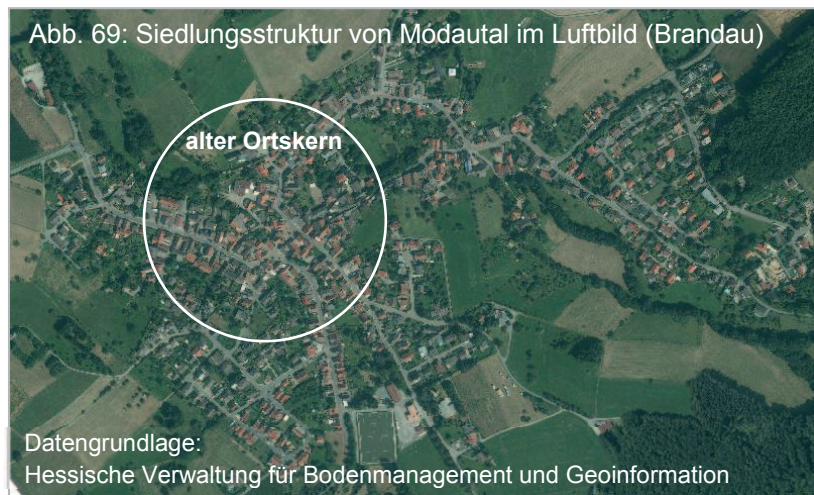 Abb. 69: Siedlungsstruktur von Modautal im Luftbild (Brandau)
alter Ortskern
Datengrundlage:
Hessische Verwaltung für Bodenmanagement und Geoinformation